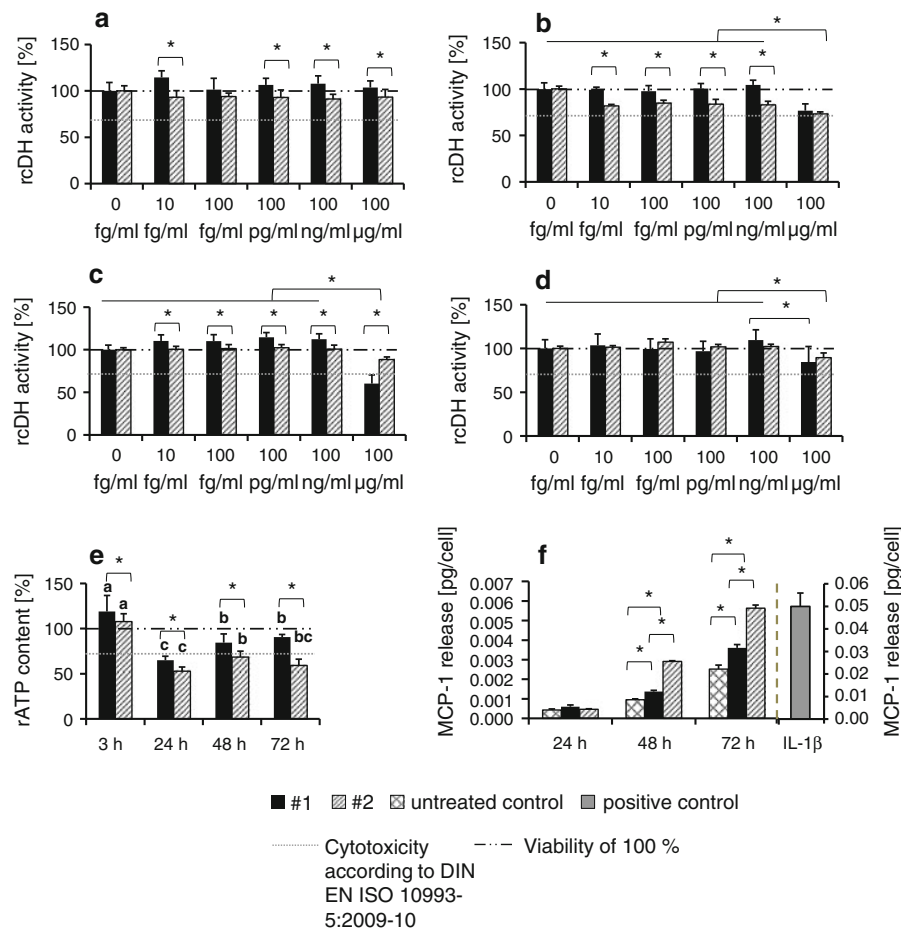 a
rcDH activity [%]
150
*
*
*
*
100
50
0
0 10 100 100 100 100
fg/ml fg/ml fg/ml pg/ml ng/ml µg/ml
b
rcDH activity [%]
*
150
*
*
*
*
100
50
0
0 10 100 100 100 100
fg/ml fg/ml fg/ml pg/ml ng/ml µg/ml
c
rcDH activity [%]
*
150
*
*
*
*
*
100
50
0
0 10 100 100 100 100
fg/ml fg/ml fg/ml pg/ml ng/ml µg/ml
d
rcDH activity [%]
*
150
*
100
50
0
0 10 100 100 100 100
fg/ml fg/ml fg/ml pg/ml ng/ml µg/ml
e
rATP content [%]
*
*
*
*
150
a a
c c
b b
b bc
100
50
0
3 h 24 h 48 h 72 h
f
MCP-1 release [pg/cell]
0.007
0.006
0.005
0.004
0.003
0.002
0.001
0.000
*
*
*
*
*
*
24 h 48 h 72 h IL-1β
0.06
0.05
0.04
0.03
0.02
0.01
0.00
MCP-1 release [pg/cell]
#1 #2 untreated control positive control
Cytotoxicity
according to DIN
EN ISO 10993-
5:2009-10
Viability of 100 %